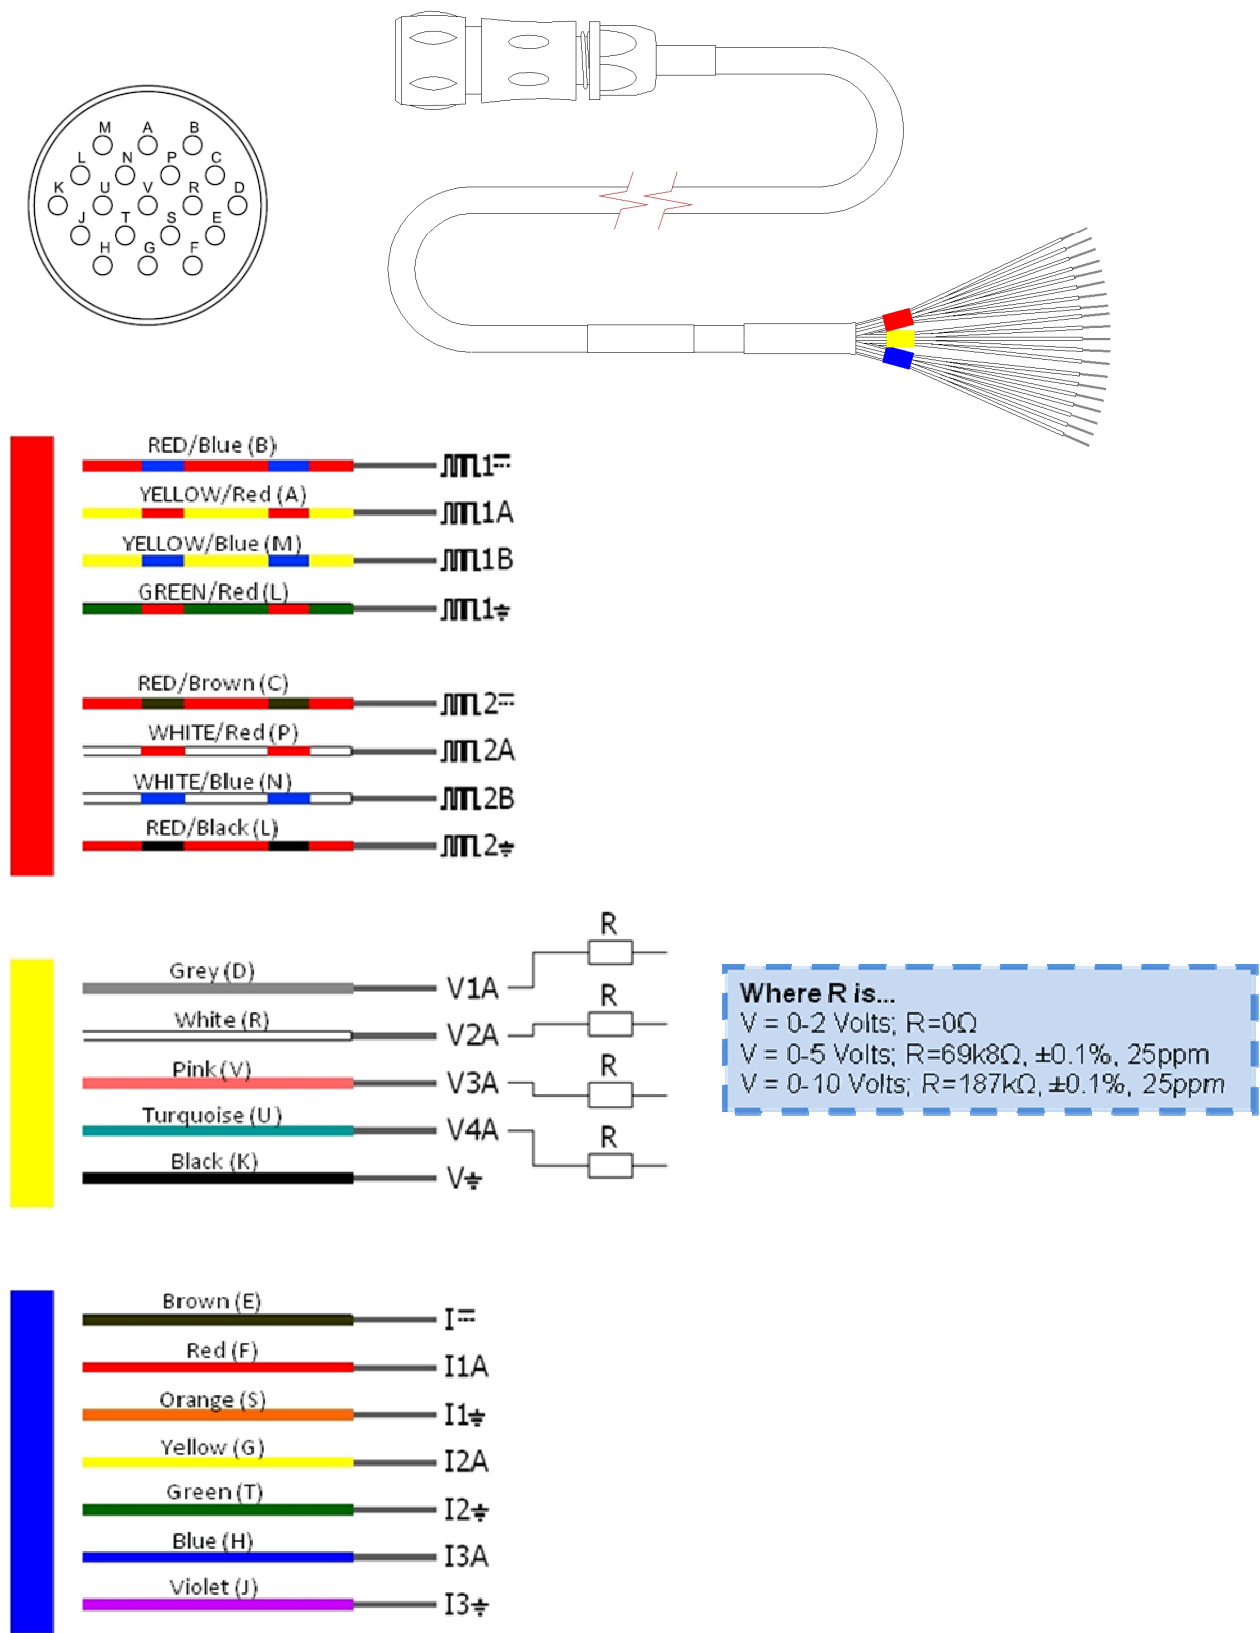 M A B
L N P C
K U V R D
J T S E
H G F
RED/Blue (B)
1⎓
YELLOW/Red (A)
1A
YELLOW/Blue (M)
1B
GREEN/Red (L)
1⏚
RED/Brown (C)
2⎓
WHITE/Red (P)
2A
WHITE/Blue (N)
2B
RED/Black (L)
2⏚
R
Grey (D)
V1A
R
White (R)
V2A
R
Pink (V)
V3A
R
Turquoise (U)
V4A
Black (K)
V⏚
Where R is...
V = 0-2 Volts; R=0Ω
V = 0-5 Volts; R=69k8Ω, ±0.1%, 25ppm
V = 0-10 Volts; R=187kΩ, ±0.1%, 25ppm
Brown (E)
I⎓
Red (F)
I1A
Orange (S)
I1⏚
Yellow (G)
I2A
Green (T)
I2⏚
Blue (H)
I3A
Violet (J)
I3⏚